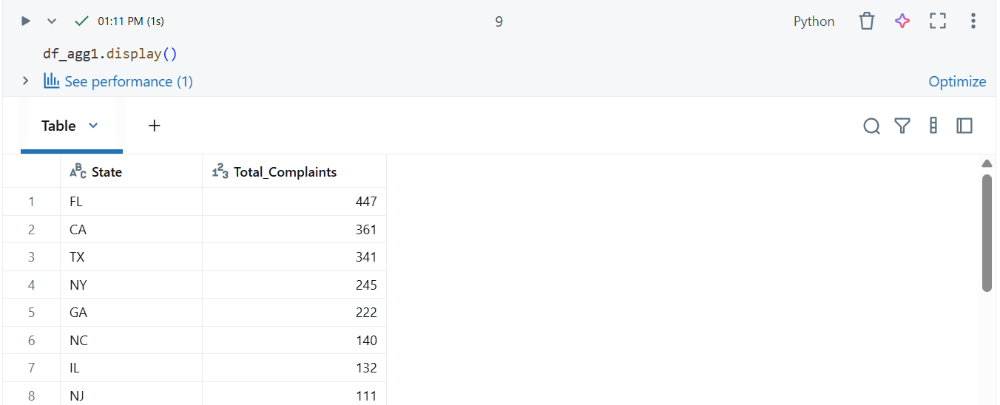 01:11 PM (1s) 9 Python
df_agg1.display()
See performance (1) Optimize
Table
State Total_Complaints
1 FL 447
2 CA 361
3 TX 341
4 NY 245
5 GA 222
6 NC 140
7 IL 132
8 NJ 111